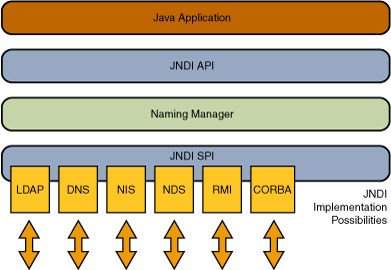 Java Application
JNDI API
Naming Manager
JNDI SPI
LDAP
DNS
NIS
NDS
RMI
CORBA
JNDI
Implementation
Possibilities